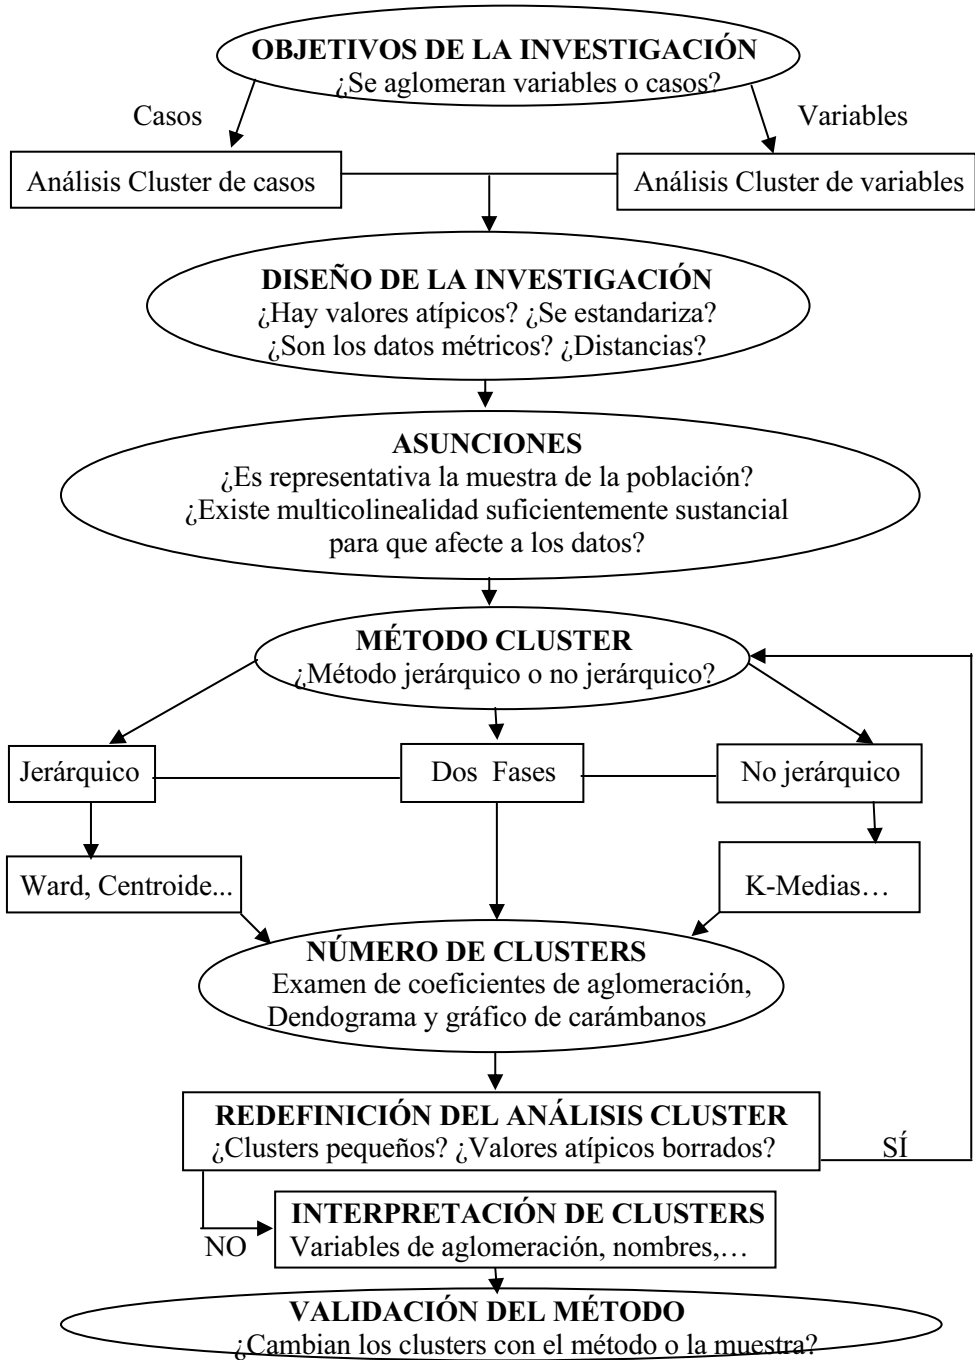 OBJETIVOS DE LA INVESTIGACIÓN
¿Se aglomeran variables o casos?
Casos
Variables
Análisis Cluster de casos
Análisis Cluster de variables
DISEÑO DE LA INVESTIGACIÓN
¿Hay valores atípicos? ¿Se estandariza?
¿Son los datos métricos? ¿Distancias?
ASUNCIONES
¿Es representativa la muestra de la población?
¿Existe multicolinealidad suficientemente sustancial
para que afecte a los datos?
MÉTODO CLUSTER
¿Método jerárquico o no jerárquico?
Jerárquico
Dos Fases
No jerárquico
Ward, Centroide...
K-Medias…
NÚMERO DE CLUSTERS
Examen de coeficientes de aglomeración,
Dendograma y gráfico de carámbanos
REDEFINICIÓN DEL ANÁLISIS CLUSTER
¿Clusters pequeños? ¿Valores atípicos borrados?
SÍ
NO
INTERPRETACIÓN DE CLUSTERS
Variables de aglomeración, nombres,…
VALIDACIÓN DEL MÉTODO
¿Cambian los clusters con el método o la muestra?